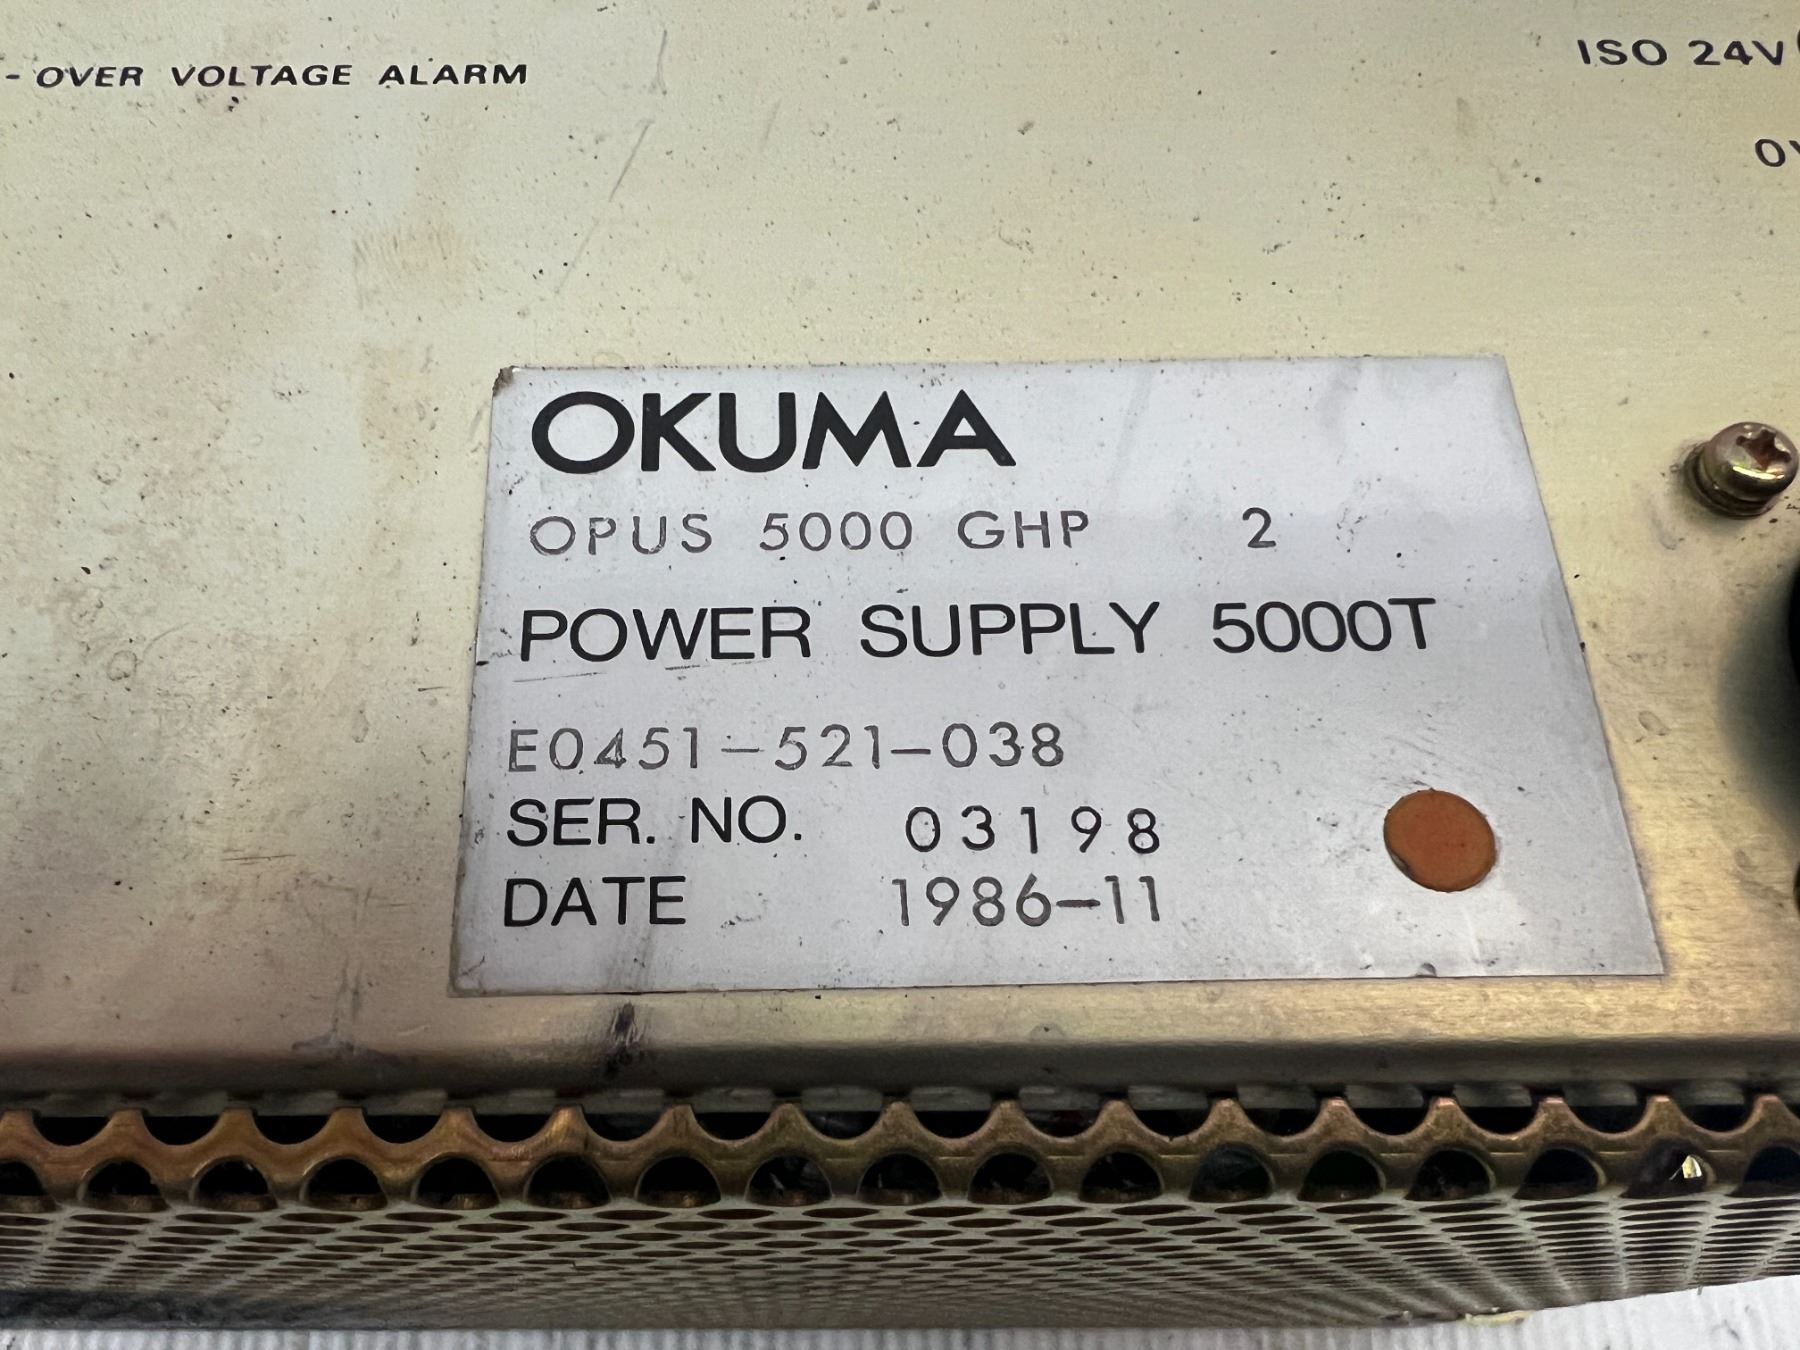 - OVER VOLTAGE ALARM
ISO 24V
OKUMA
OPUS 5000 GHP 2
POWER SUPPLY 5000T
E0451-521-038
SER. NO. 03198
DATE 1986-11